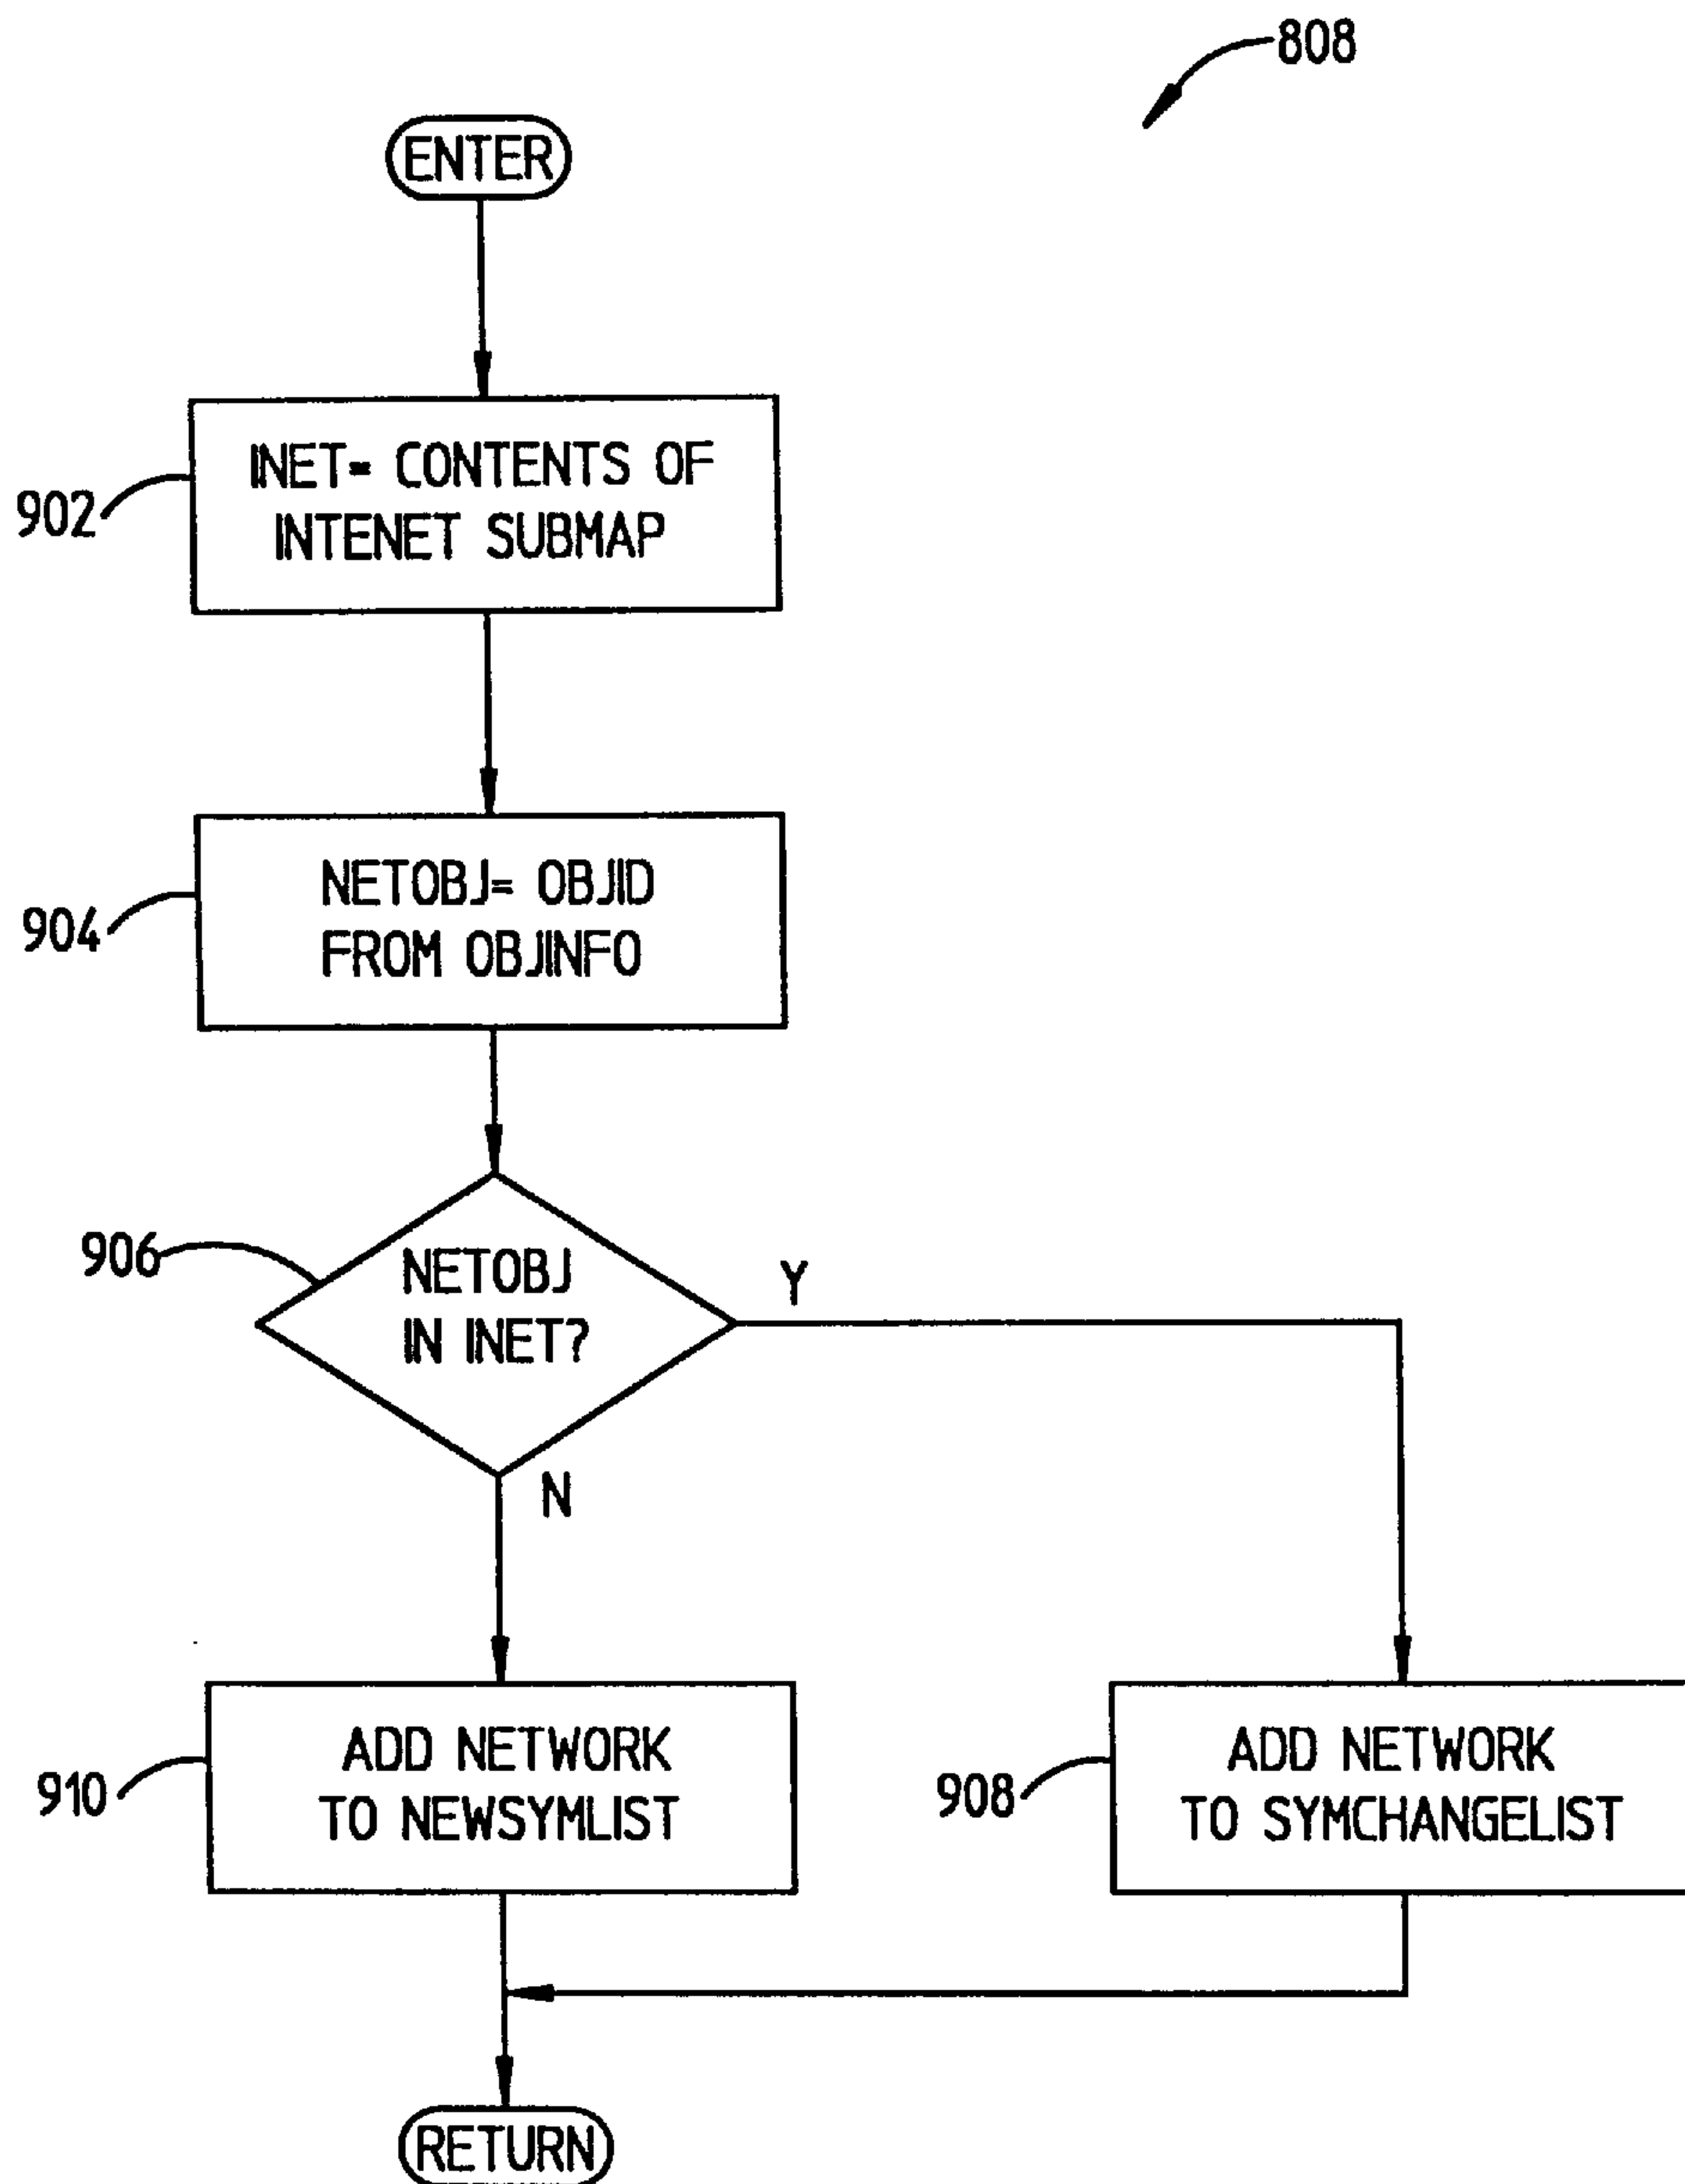 808
ENTER
902
INET= CONTENTS OF
INTENET SUBMAP
904
NETOBJ= OBJID
FROM OBJINFO
906
NETOBJ
IN INET?
Y
N
910
ADD NETWORK
TO NEWSYMLIST
908
ADD NETWORK
TO SYMCHANGELIST
RETURN